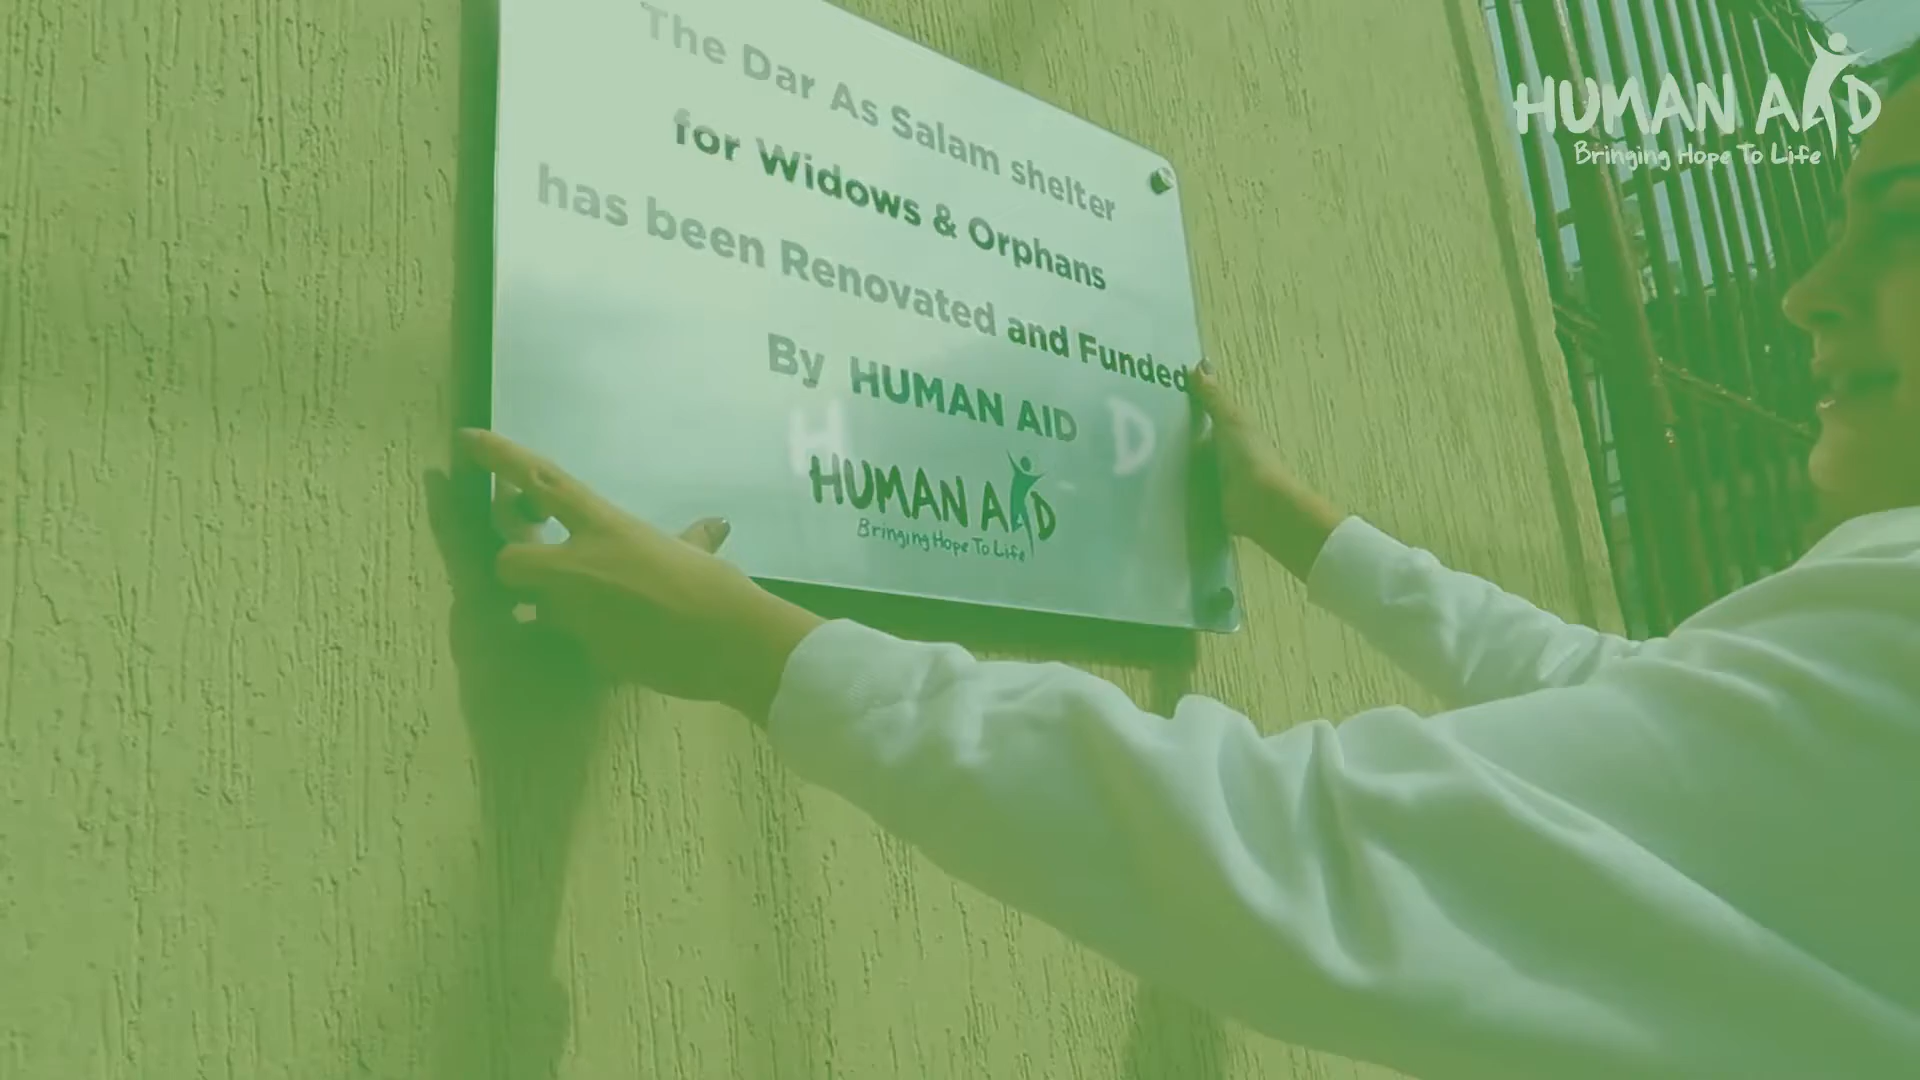 The Dar As Salam shelter
for Widows & Orphans
has been Renovated and Funded
By HUMAN AID
H D
HUMAN AID
Bringing Hope To Life
HUMAN AID
Bringing Hope To Life